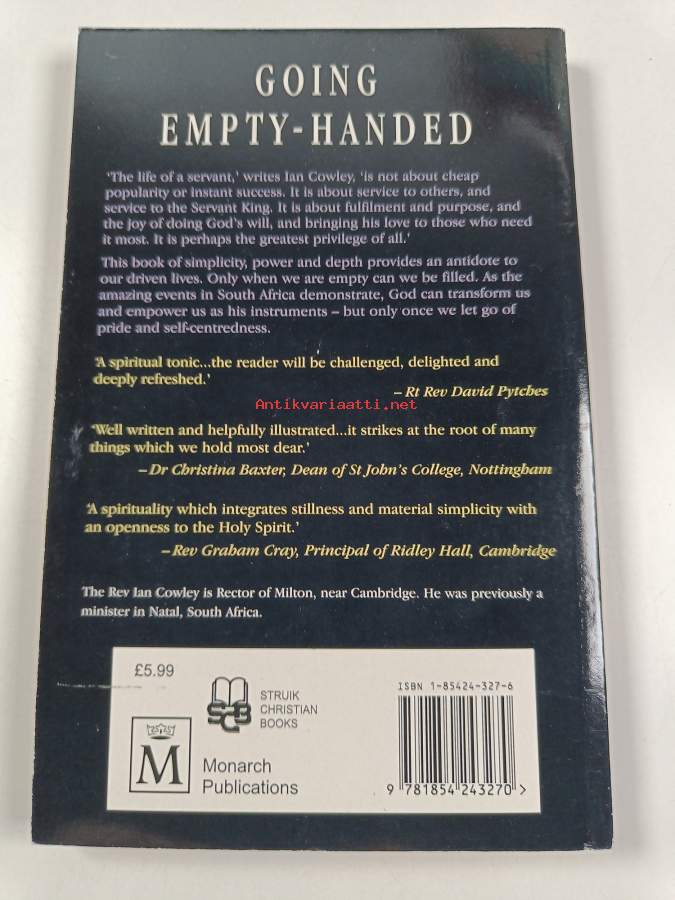 GOING
EMPTY-HANDED
'The life of a servant,' writes Ian Cowley, 'is not about cheap
popularity or instant success. It is about service to others, and
service to the Servant King. It is about fulfilment and purpose, and
the joy of doing God's will, and bringing his love to those who need
it most. It is perhaps the greatest privilege of all.'
This book of simplicity, power and depth provides an antidote to
our driven lives. Only when we are empty can we be filled. As the
amazing events in South Africa demonstrate, God can transform us
and empower us as his instruments – but only once we let go of
pride and self-centredness.
'A spiritual tonic...the reader will be challenged, delighted and
deeply refreshed.'
– Rt Rev David Pytches
Antikvariaatti.net
'Well written and helpfully illustrated...it strikes at the root of many
things which we hold most dear.'
– Dr Christina Baxter, Dean of St John's College, Nottingham
'A spirituality which integrates stillness and material simplicity with
an openness to the Holy Spirit.'
– Rev Graham Cray, Principal of Ridley Hall, Cambridge
The Rev Ian Cowley is Rector of Milton, near Cambridge. He was previously a
minister in Natal, South Africa.
£5.99
SCB
STRUIK
CHRISTIAN
BOOKS
M
Monarch
Publications
ISBN 1-85424-327-6
9 781854 243270 >